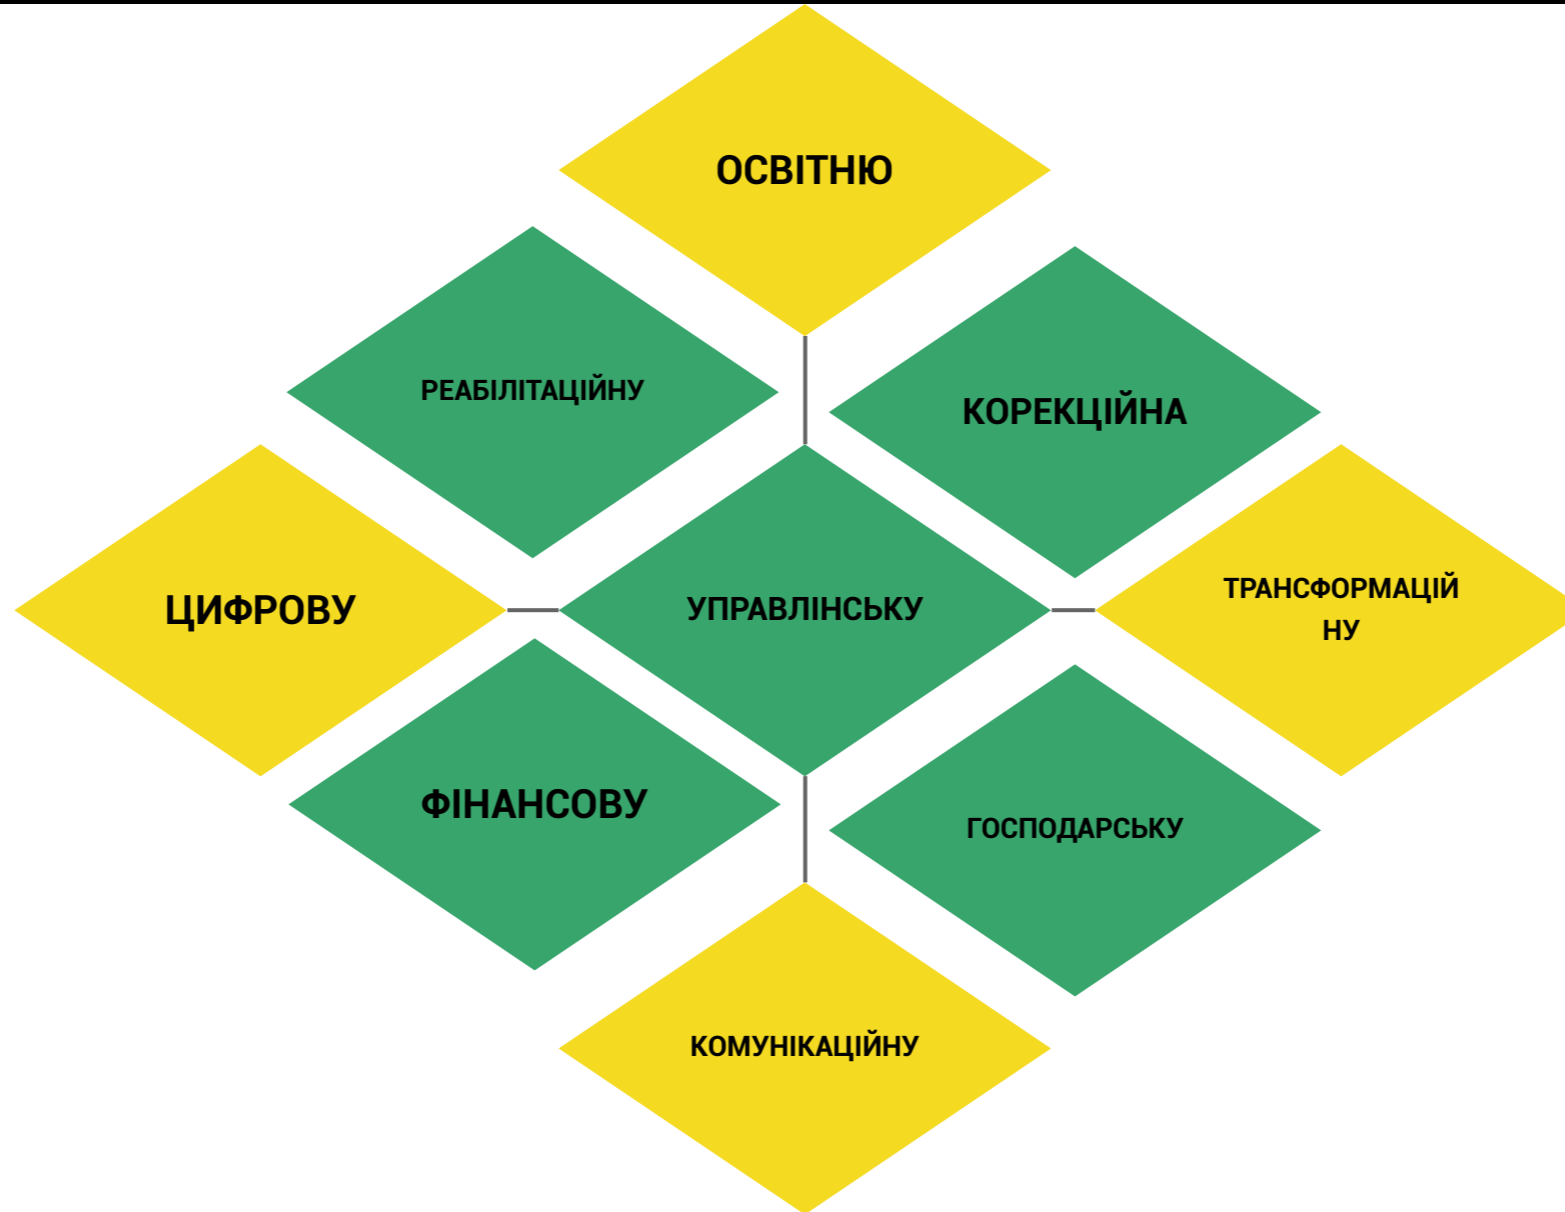 ОСВІТНЮ
РЕАБІЛІТАЦІЙНУ
КОРЕКЦІЙНА
ЦИФРОВУ
УПРАВЛІНСЬКУ
ТРАНСФОРМАЦІЙ
НУ
ФІНАНСОВУ
ГОСПОДАРСЬКУ
КОМУНІКАЦІЙНУ